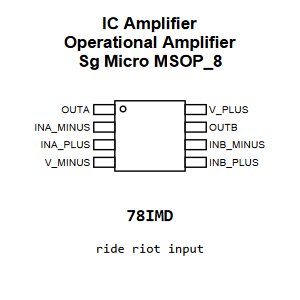 IC Amplifier
Operational Amplifier
Sg Micro MSOP_8
OUTA
INA_MINUS
INA_PLUS
V_MINUS
V_PLUS
OUTB
INB_MINUS
INB_PLUS
78IMD
ride riot input